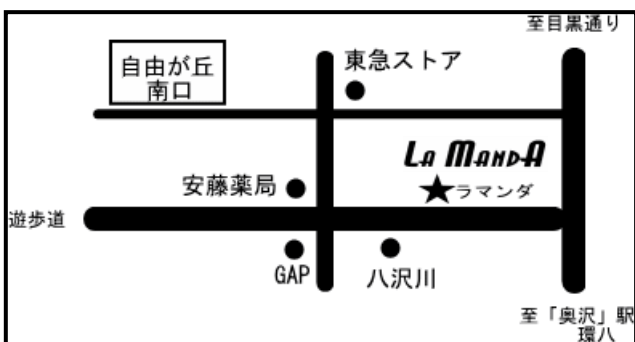 至目黒通り
自由が丘
南口
東急ストア
LA MANDA
安藤薬局
ラマンダ
遊歩道
GAP
八沢川
至「奥沢」駅
環八